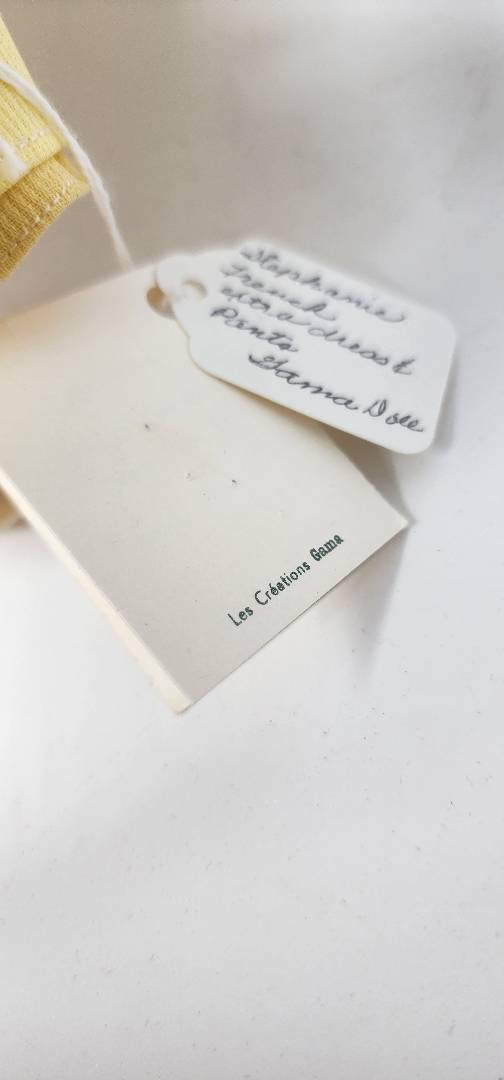 Stephanie
French
extra dress &
Pants
Gama Doll
Les Créations Gama